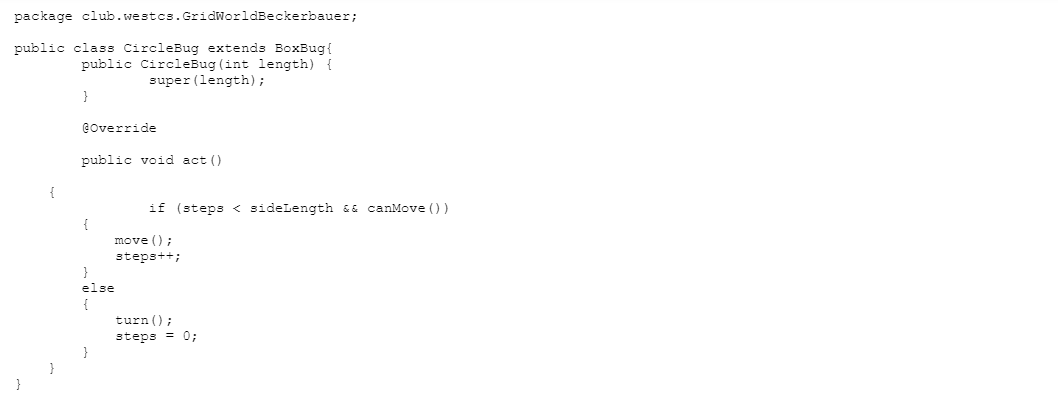 package club.westcs.GridWorldBeckerbauer;
public class CircleBug extends BoxBug{
public CircleBug(int length) {
super(length);
}
@Override
public void act()
{
if (steps < sideLength && canMove())
{
move();
steps++;
}
else
{
turn();
steps = 0;
}
}
}